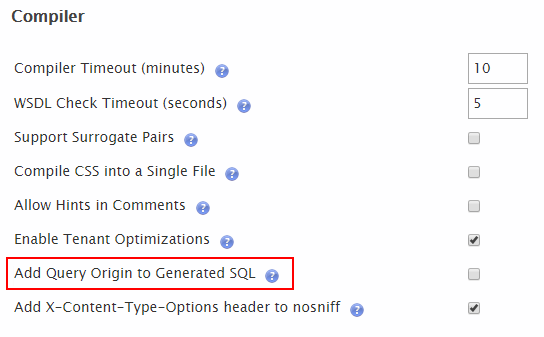 Compiler
Compiler Timeout (minutes) ? 10
WSDL Check Timeout (seconds) ? 5
Support Surrogate Pairs ?
Compile CSS into a Single File ?
Allow Hints in Comments ?
Enable Tenant Optimizations ?
Add Query Origin to Generated SQL ?
Add X-Content-Type-Options header to nosniff ?